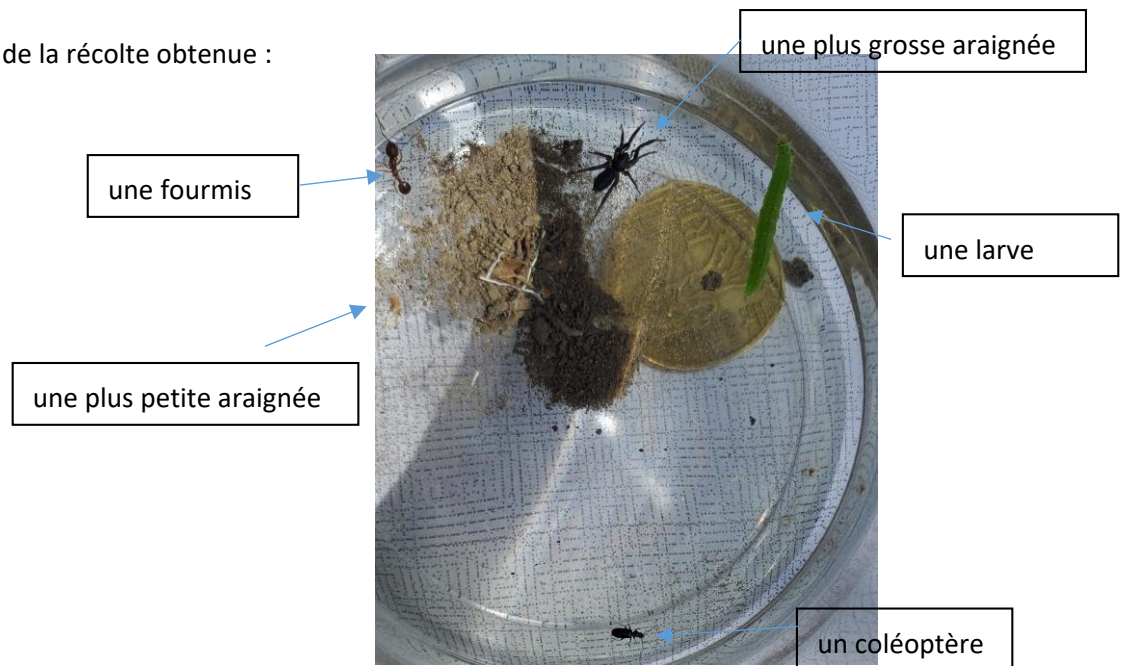 de la récolte obtenue :
une plus grosse araignée
une fourmis
une larve
une plus petite araignée
un coléoptère